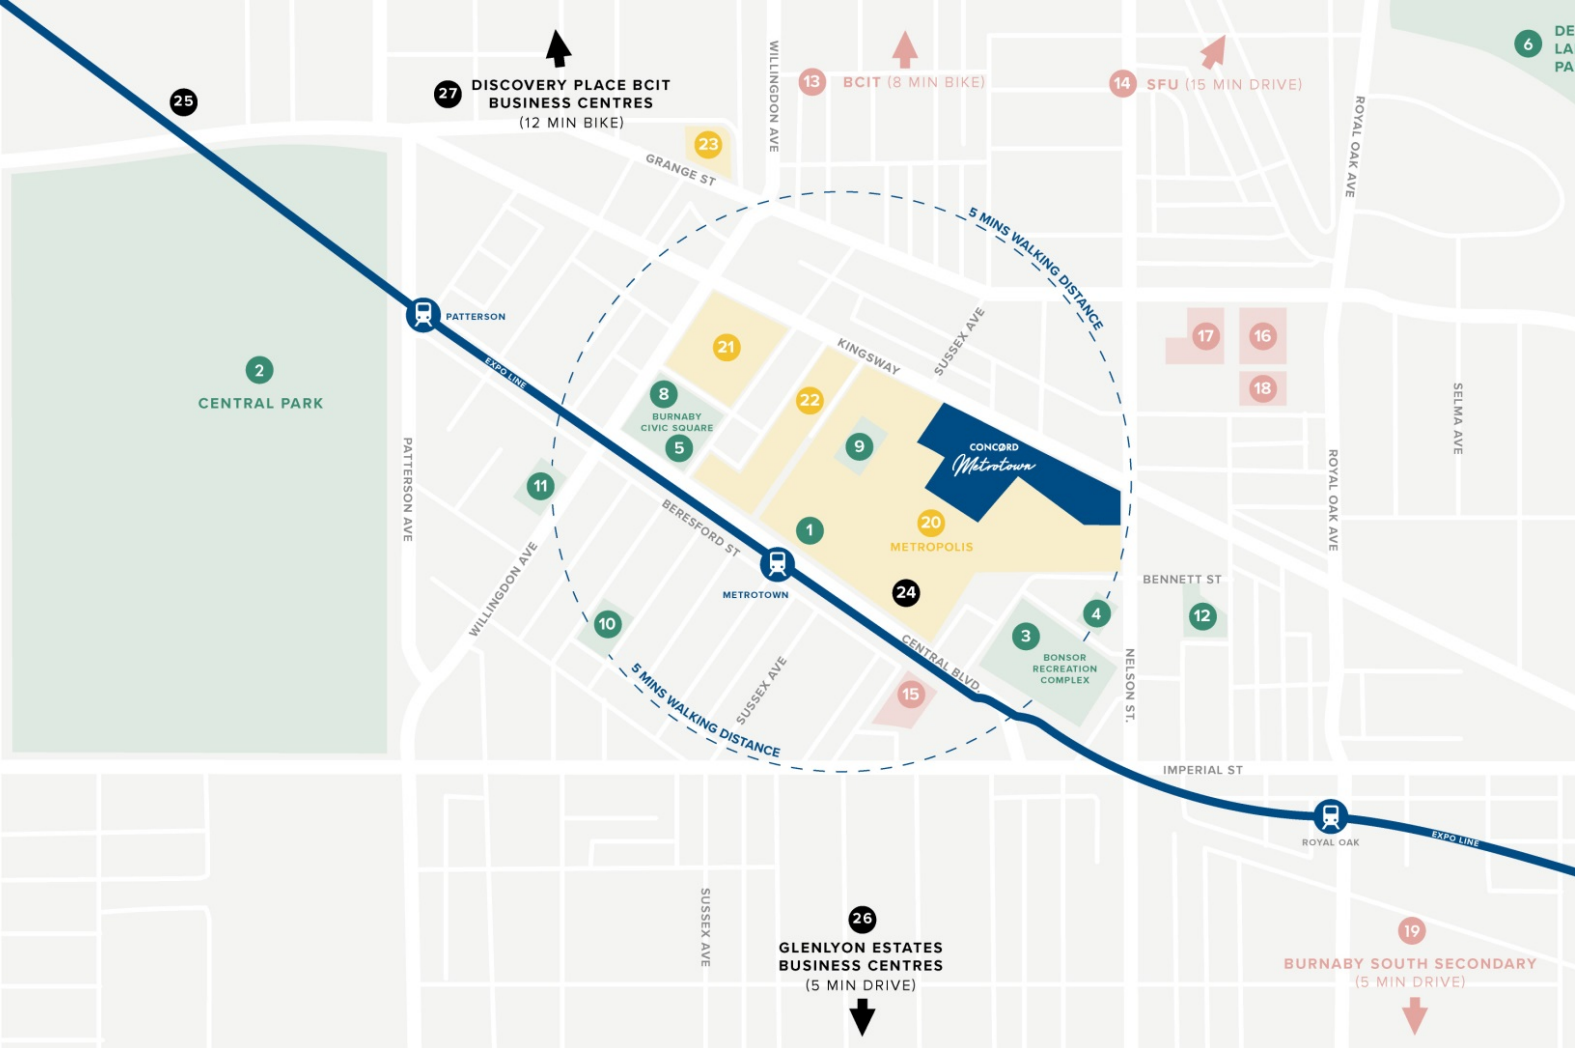 25
27
DISCOVERY PLACE BCIT
BUSINESS CENTRES
(12 MIN BIKE)
WILLINGDON AVE
13
BCIT (8 MIN BIKE)
14
SFU (15 MIN DRIVE)
6
DE
LA
PA
ROYAL OAK AVE
23
GRANGE ST
5 MINS WALKING DISTANCE
PATTERSON
EXPO LINE
2
CENTRAL PARK
PATTERSON AVE
21
KINGSWAY
SUSSEX AVE
17
16
18
8
BURNABY
CIVIC SQUARE
5
22
9
CONCORD
Metrotown
SELMA AVE
ROYAL OAK AVE
11
BERESFORD ST
1
20
METROPOLIS
WILLINGDON AVE
METROTOWN
24
BENNETT ST
10
3
BONSOR
RECREATION
COMPLEX
4
12
CENTRAL BLVD.
NELSON ST.
5 MINS WALKING DISTANCE
SUSSEX AVE
15
IMPERIAL ST
ROYAL OAK
EXPO LINE
SUSSEX AVE
26
GLENLYON ESTATES
BUSINESS CENTRES
(5 MIN DRIVE)
19
BURNABY SOUTH SECONDARY
(5 MIN DRIVE)